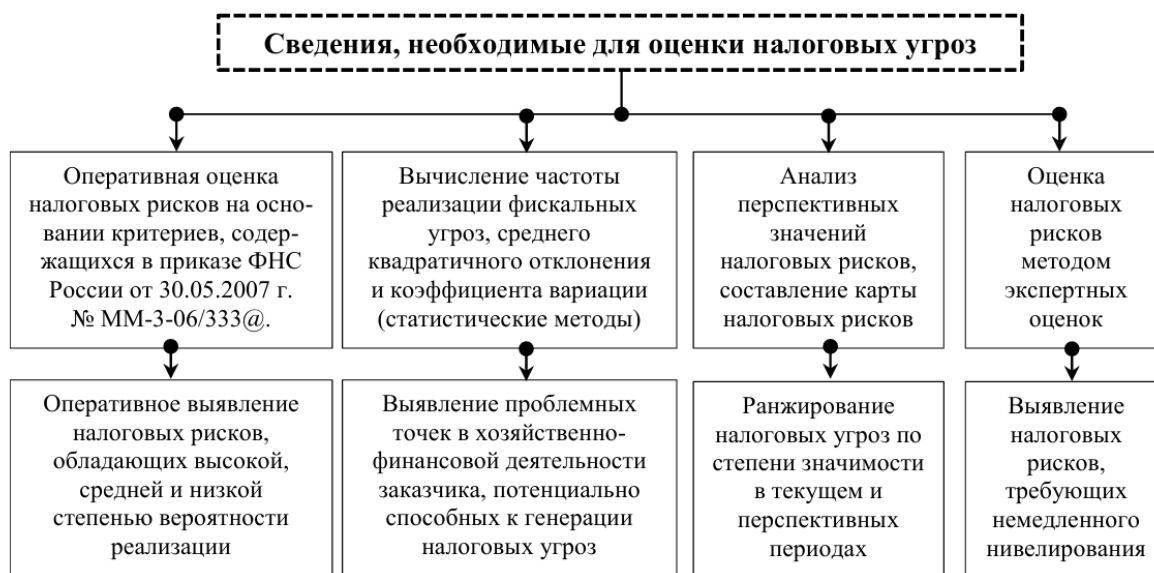 Сведения, необходимые для оценки налоговых угроз
Оперативная оценка
налоговых рисков на осно-
вании критериев, содер-
жащихся в приказе ФНС
России от 30.05.2007 г.
№ ММ-3-06/333@.
Вычисление частоты
реализации фискальных
угроз, среднего
квадратичного отклонения
и коэффициента вариации
(статистические методы)
Анализ
перспективных
значений
налоговых рисков,
составление карты
налоговых рисков
Оценка
налоговых
рисков
методом
экспертных
оценок
Оперативное выявление
налоговых рисков,
обладающих высокой,
средней и низкой
степенью вероятности
реализации
Выявление проблемных
точек в хозяйственно-
финансовой деятельности
заказчика, потенциально
способных к генерации
налоговых угроз
Ранжирование
налоговых угроз по
степени значимости
в текущем и
перспективных
периодах
Выявление
налоговых
рисков,
требующих
немедленного
нивелирования